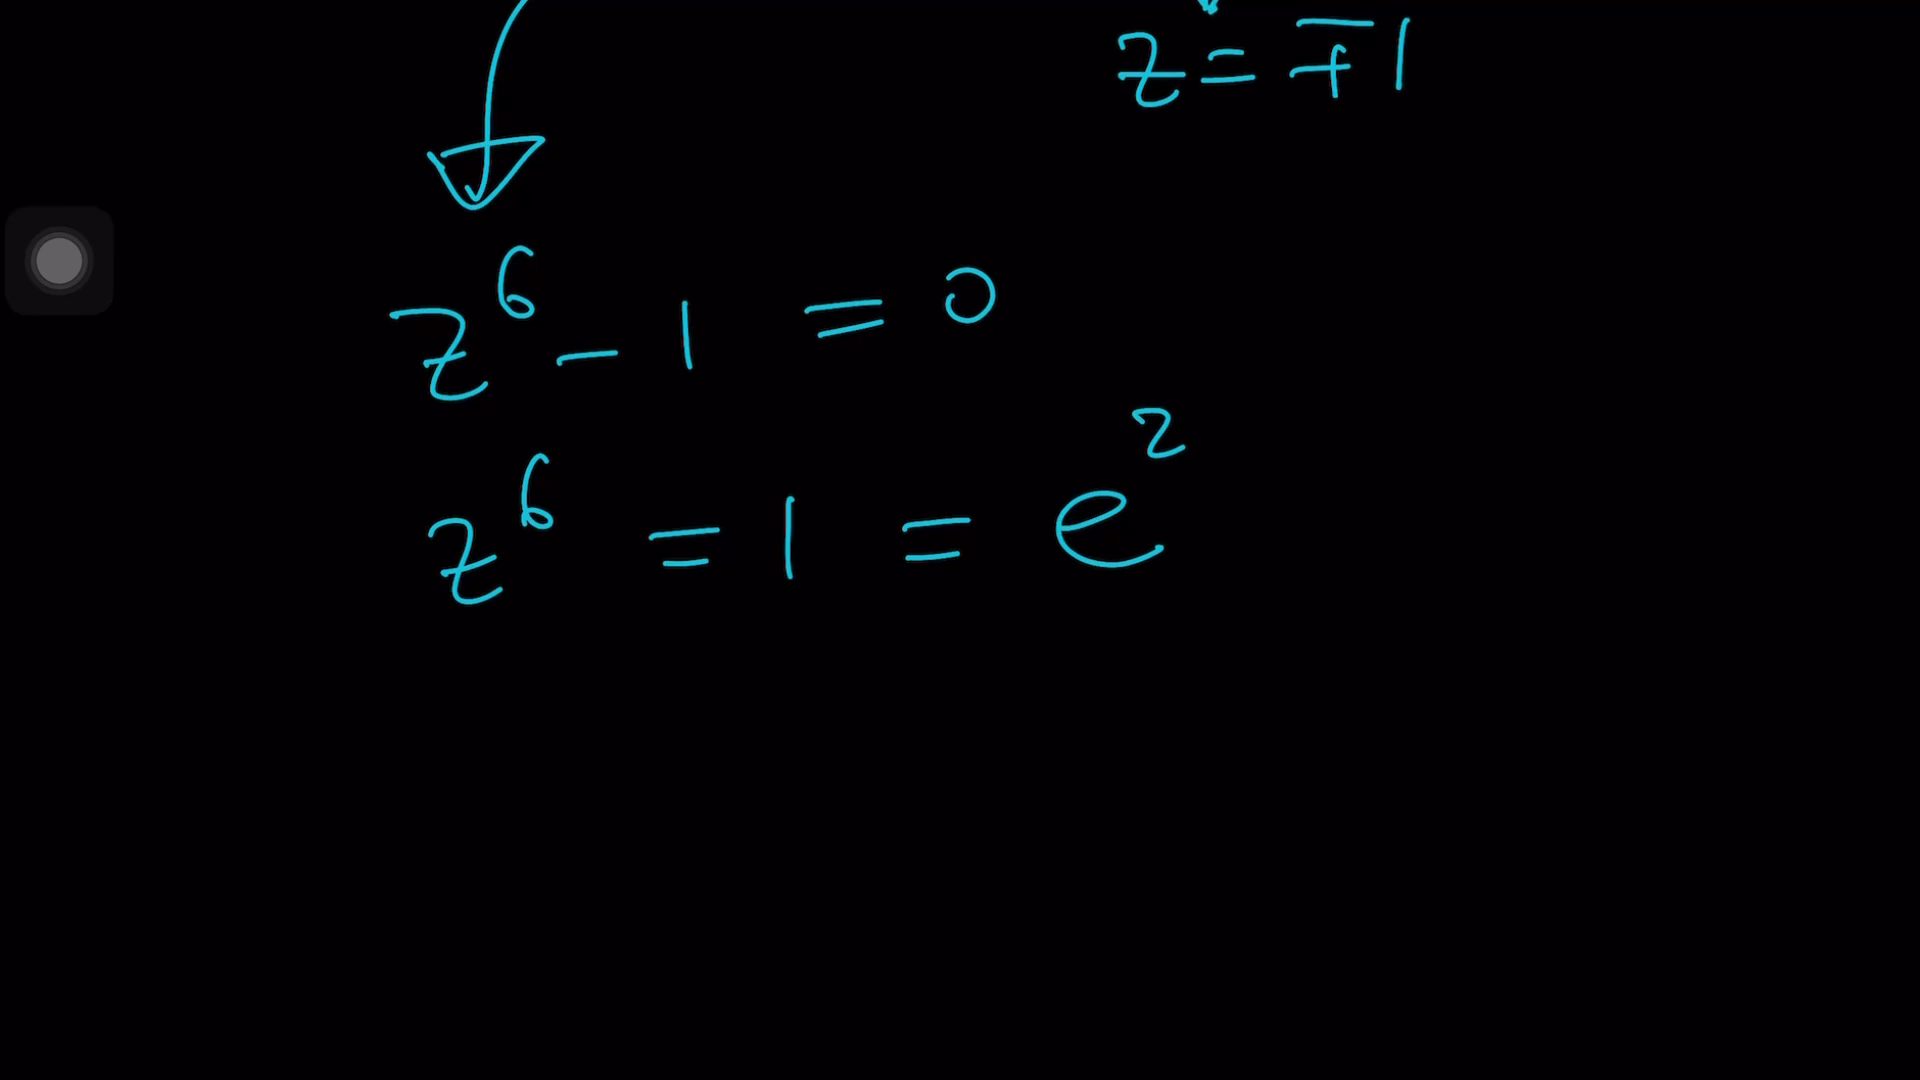 z = ∓1
z⁶ - 1 = 0
z⁶ = 1 = e²